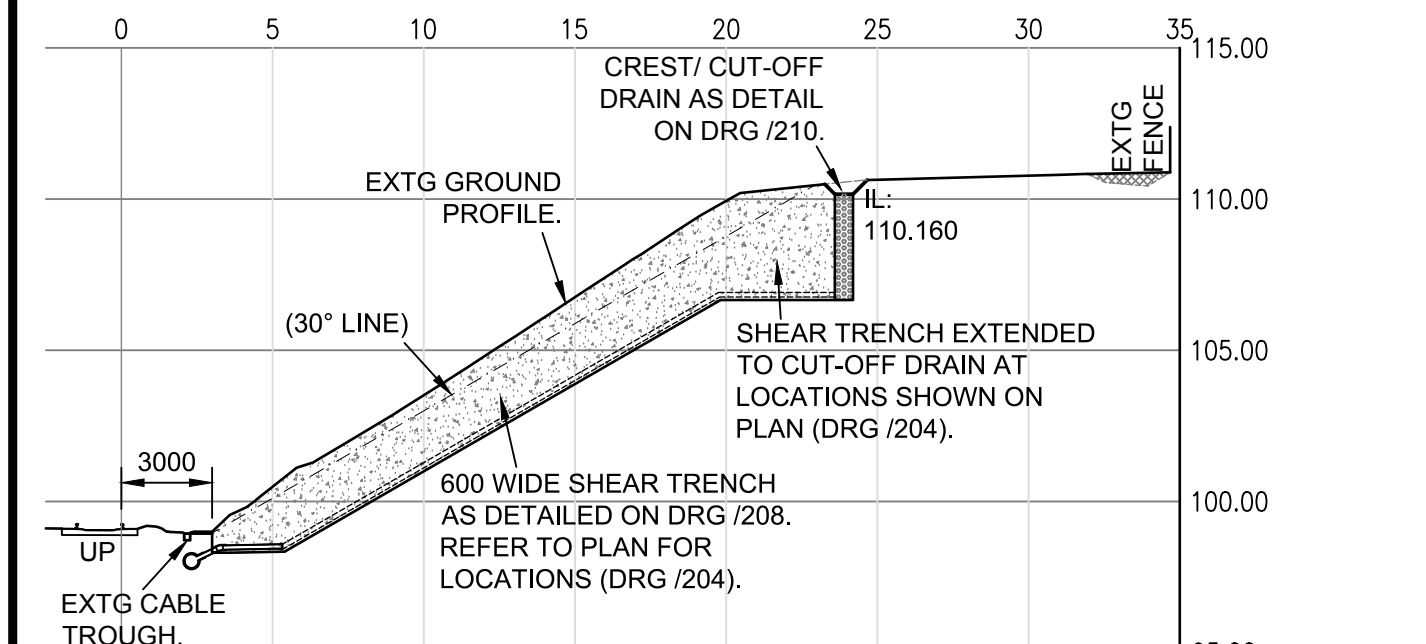 0 5 10 15 20 25 30 35
115.00
CREST/ CUT-OFF
DRAIN AS DETAIL
ON DRG /210.
EXTG
FENCE
EXTG GROUND
PROFILE.
110.00
IL:
110.160
(30° LINE)
105.00
SHEAR TRENCH EXTENDED
TO CUT-OFF DRAIN AT
LOCATIONS SHOWN ON
PLAN (DRG /204).
3000
100.00
600 WIDE SHEAR TRENCH
AS DETAILED ON DRG /208.
REFER TO PLAN FOR
LOCATIONS (DRG /204).
UP
EXTG CABLE
TROUGH.